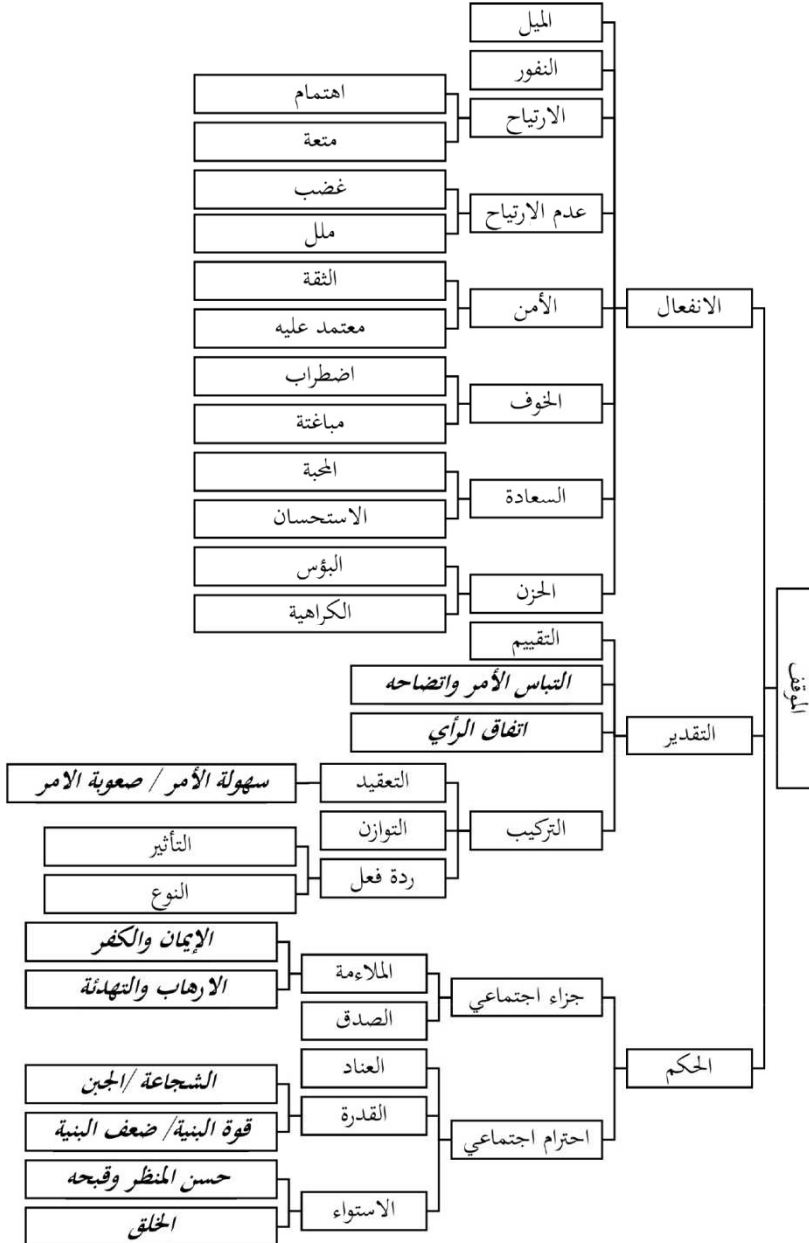 الموقف
الانفعال
الميل
النفور
الارتياح
اهتمام
متعة
عدم الارتياح
غضب
ملل
الأمن
الثقة
معتمد عليه
الخوف
اضطراب
مباغتة
السعادة
المحبة
الاستحسان
الحزن
البؤس
الكراهية
التقدير
التقييم
التباس الأمر واتضاحه
اتفاق الرأي
التركيب
التعقيد
سهولة الأمر / صعوبة الامر
التوازن
ردة فعل
التأثير
النوع
الحكم
جزاء اجتماعي
الملاءمة
الإيمان والكفر
الارهاب والتهدئة
الصدق
احترام اجتماعي
العناد
القدرة
الشجاعة /الجبن
قوة البنية/ ضعف البنية
الاستواء
حسن المنظر وقبحه
الخلق